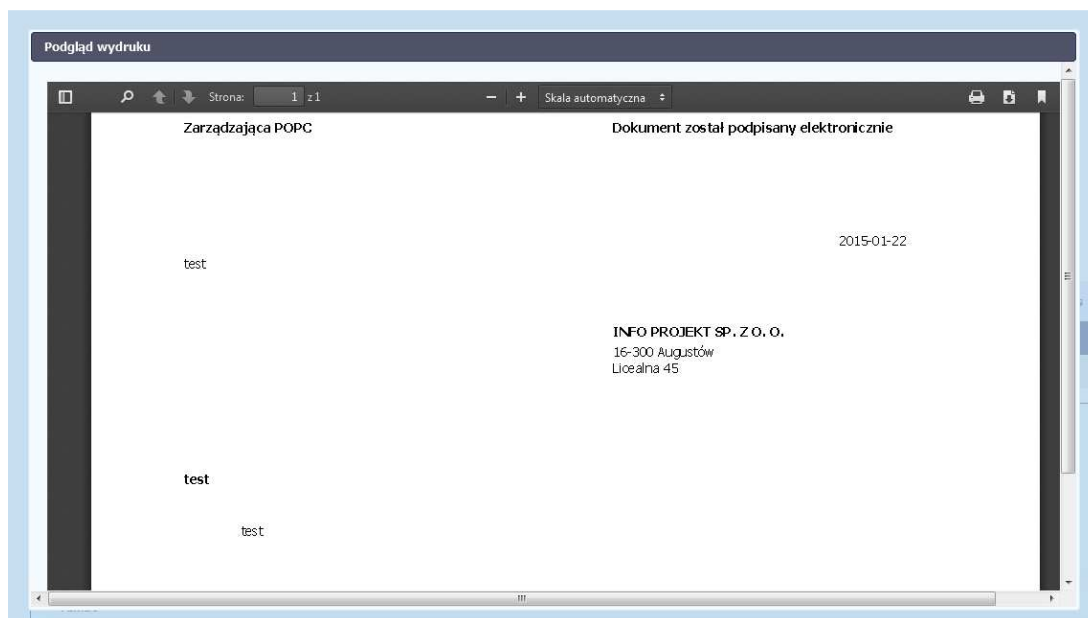 Podgląd wydruku
Strona: 1 z 1 Skala automatyczna
Zarządzająca POPC Dokument został podpisany elektronicznie
2015-01-22
test
INFO PROJEKT SP. Z O. O.
16-300 Augustów
Licealna 45
test
test